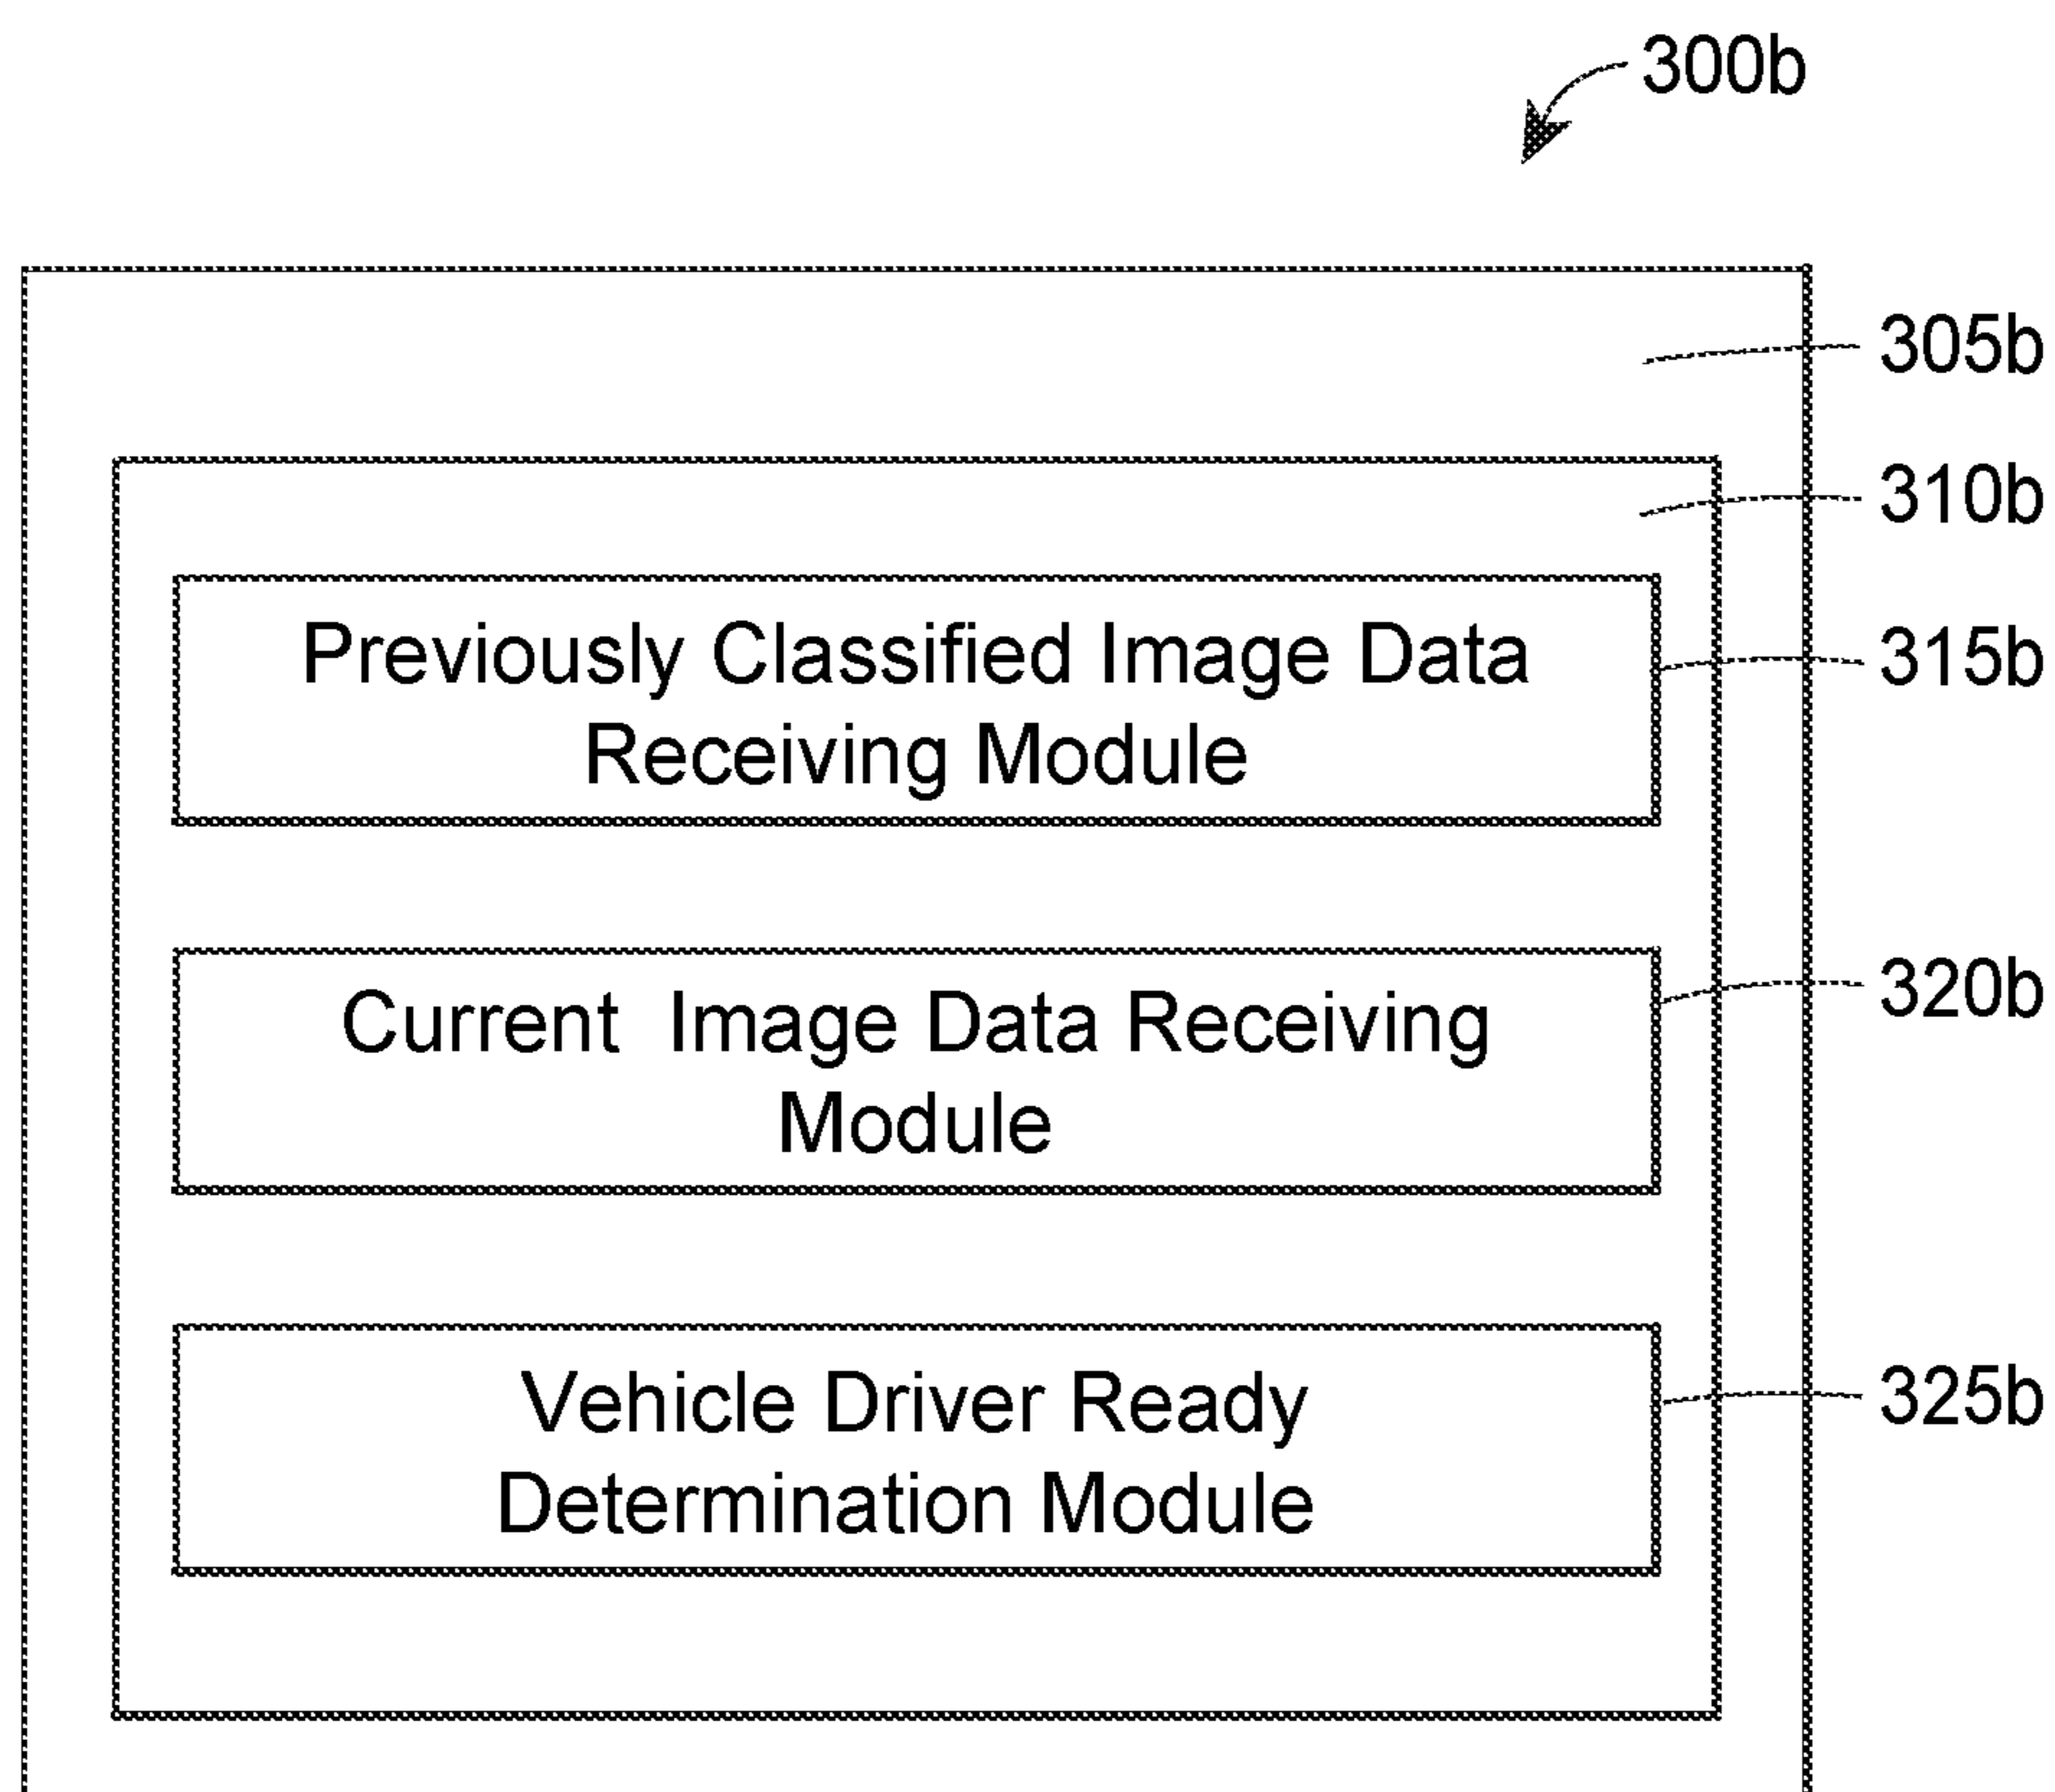 300b
305b
310b
Previously Classified Image Data
Receiving Module
315b
Current Image Data Receiving
Module
320b
Vehicle Driver Ready
Determination Module
325b